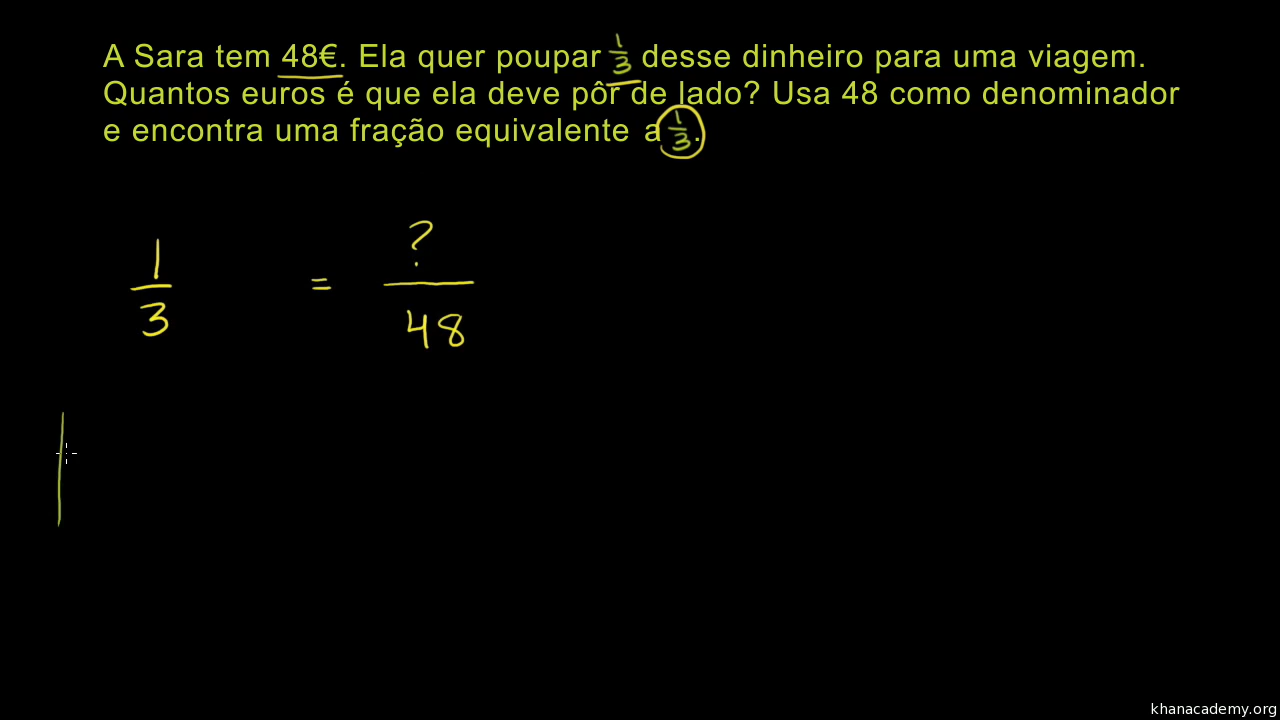 A Sara tem 48€. Ela quer poupar 1/3 desse dinheiro para uma viagem.
Quantos euros é que ela deve pôr de lado? Usa 48 como denominador
e encontra uma fração equivalente a 1/3.
1/3 = ?/48
khanacademy.org